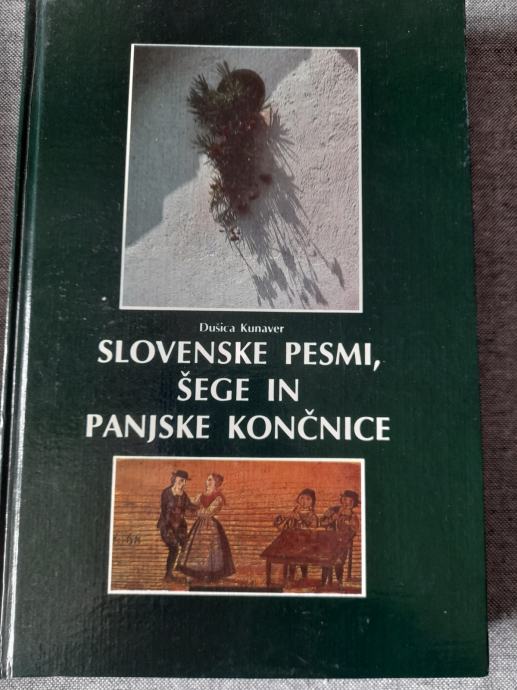 Dušica Kunaver
SLOVENSKE PESMI,
ŠEGE IN
PANJSKE KONČNICE